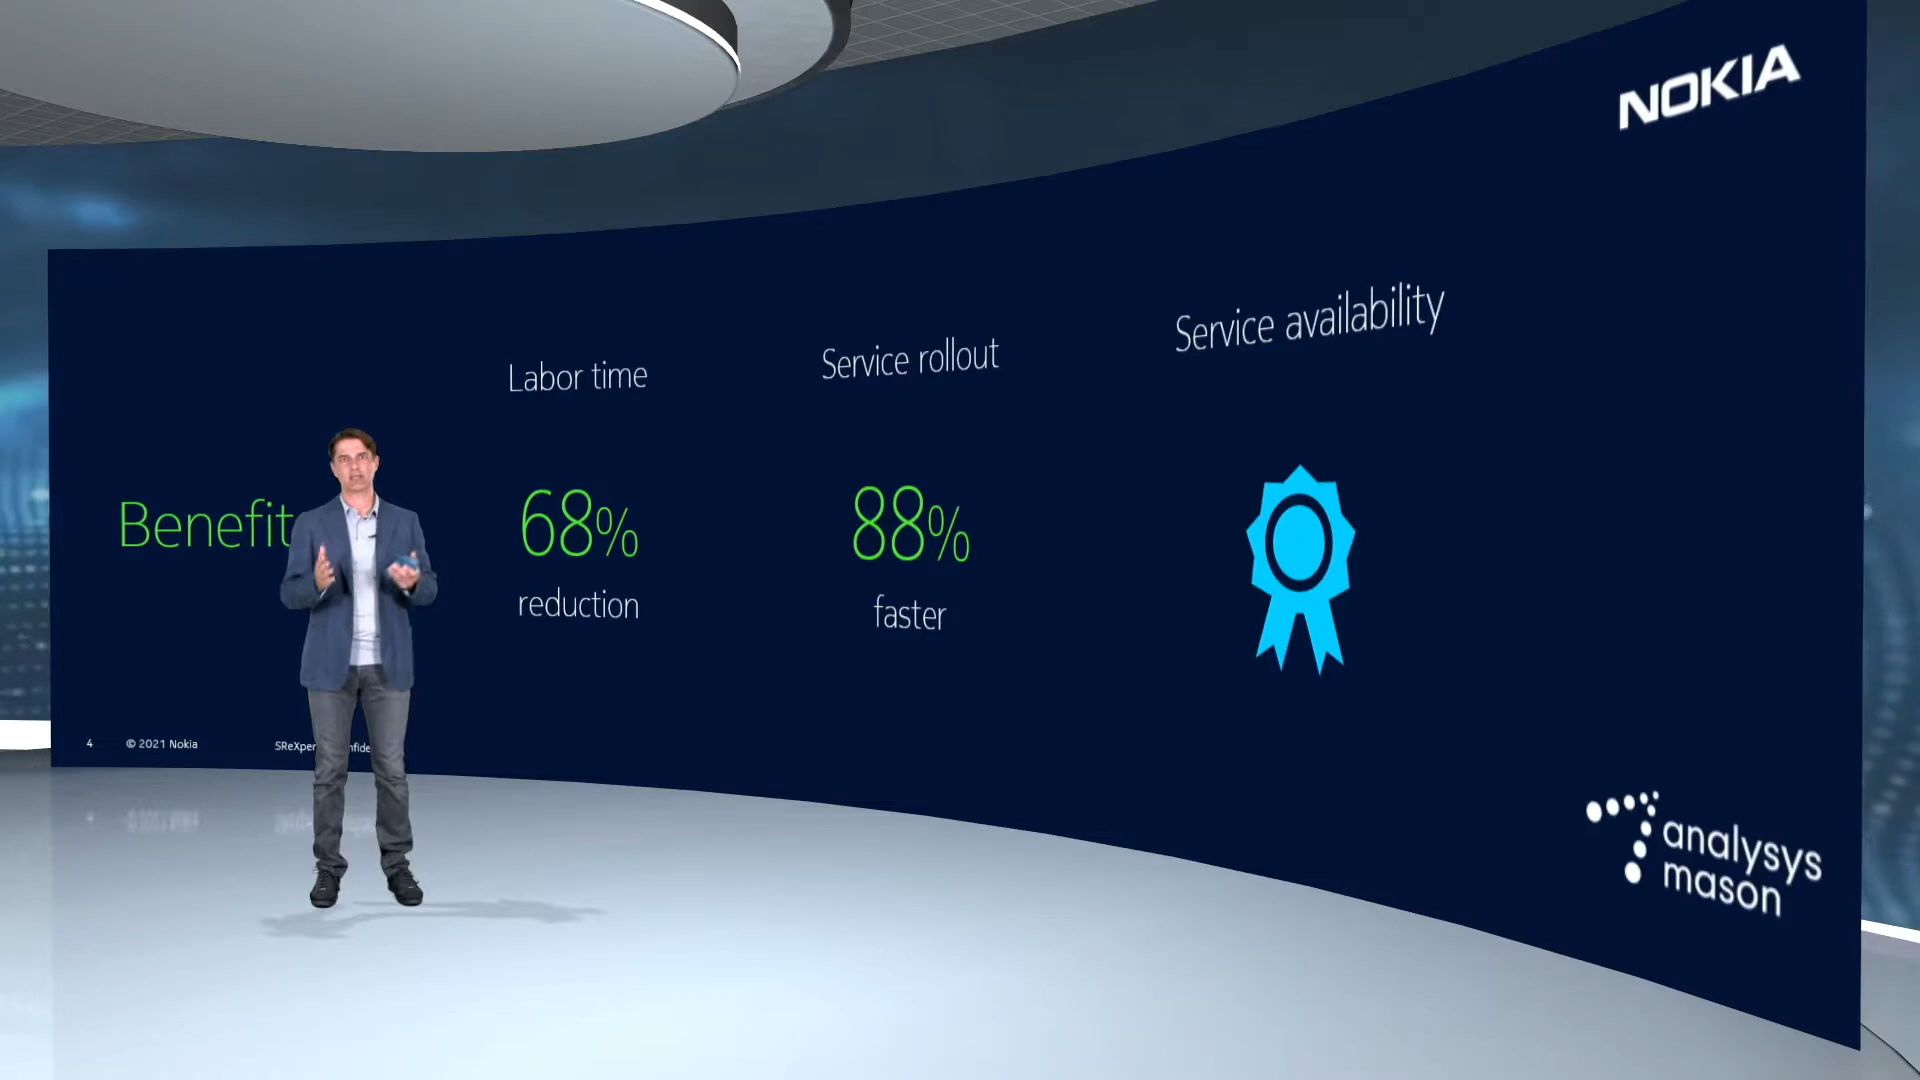 NOKIA
Service availability
Service rollout
Labor time
Benefit
68%
88%
reduction
faster
4 © 2021 Nokia
analysys
mason